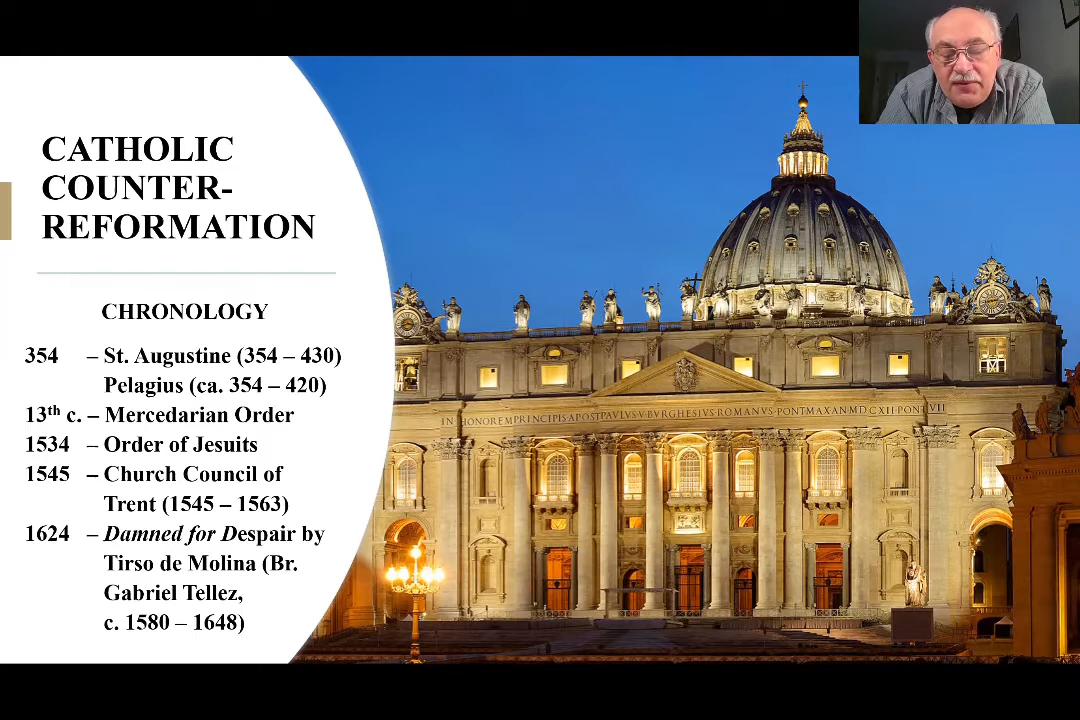 CATHOLIC
COUNTER-
REFORMATION
CHRONOLOGY
354 – St. Augustine (354 – 430)
Pelagius (ca. 354 – 420)
13th c. – Mercedarian Order
1534 – Order of Jesuits
1545 – Church Council of
Trent (1545 – 1563)
1624 – Damned for Despair by
Tirso de Molina (Br.
Gabriel Tellez,
c. 1580 – 1648)
IN HONOREM PRINCIPIS APOST PAVLVS V BVRGHESIVS ROMANVS PONT MAX AN MDCXII PONT VII